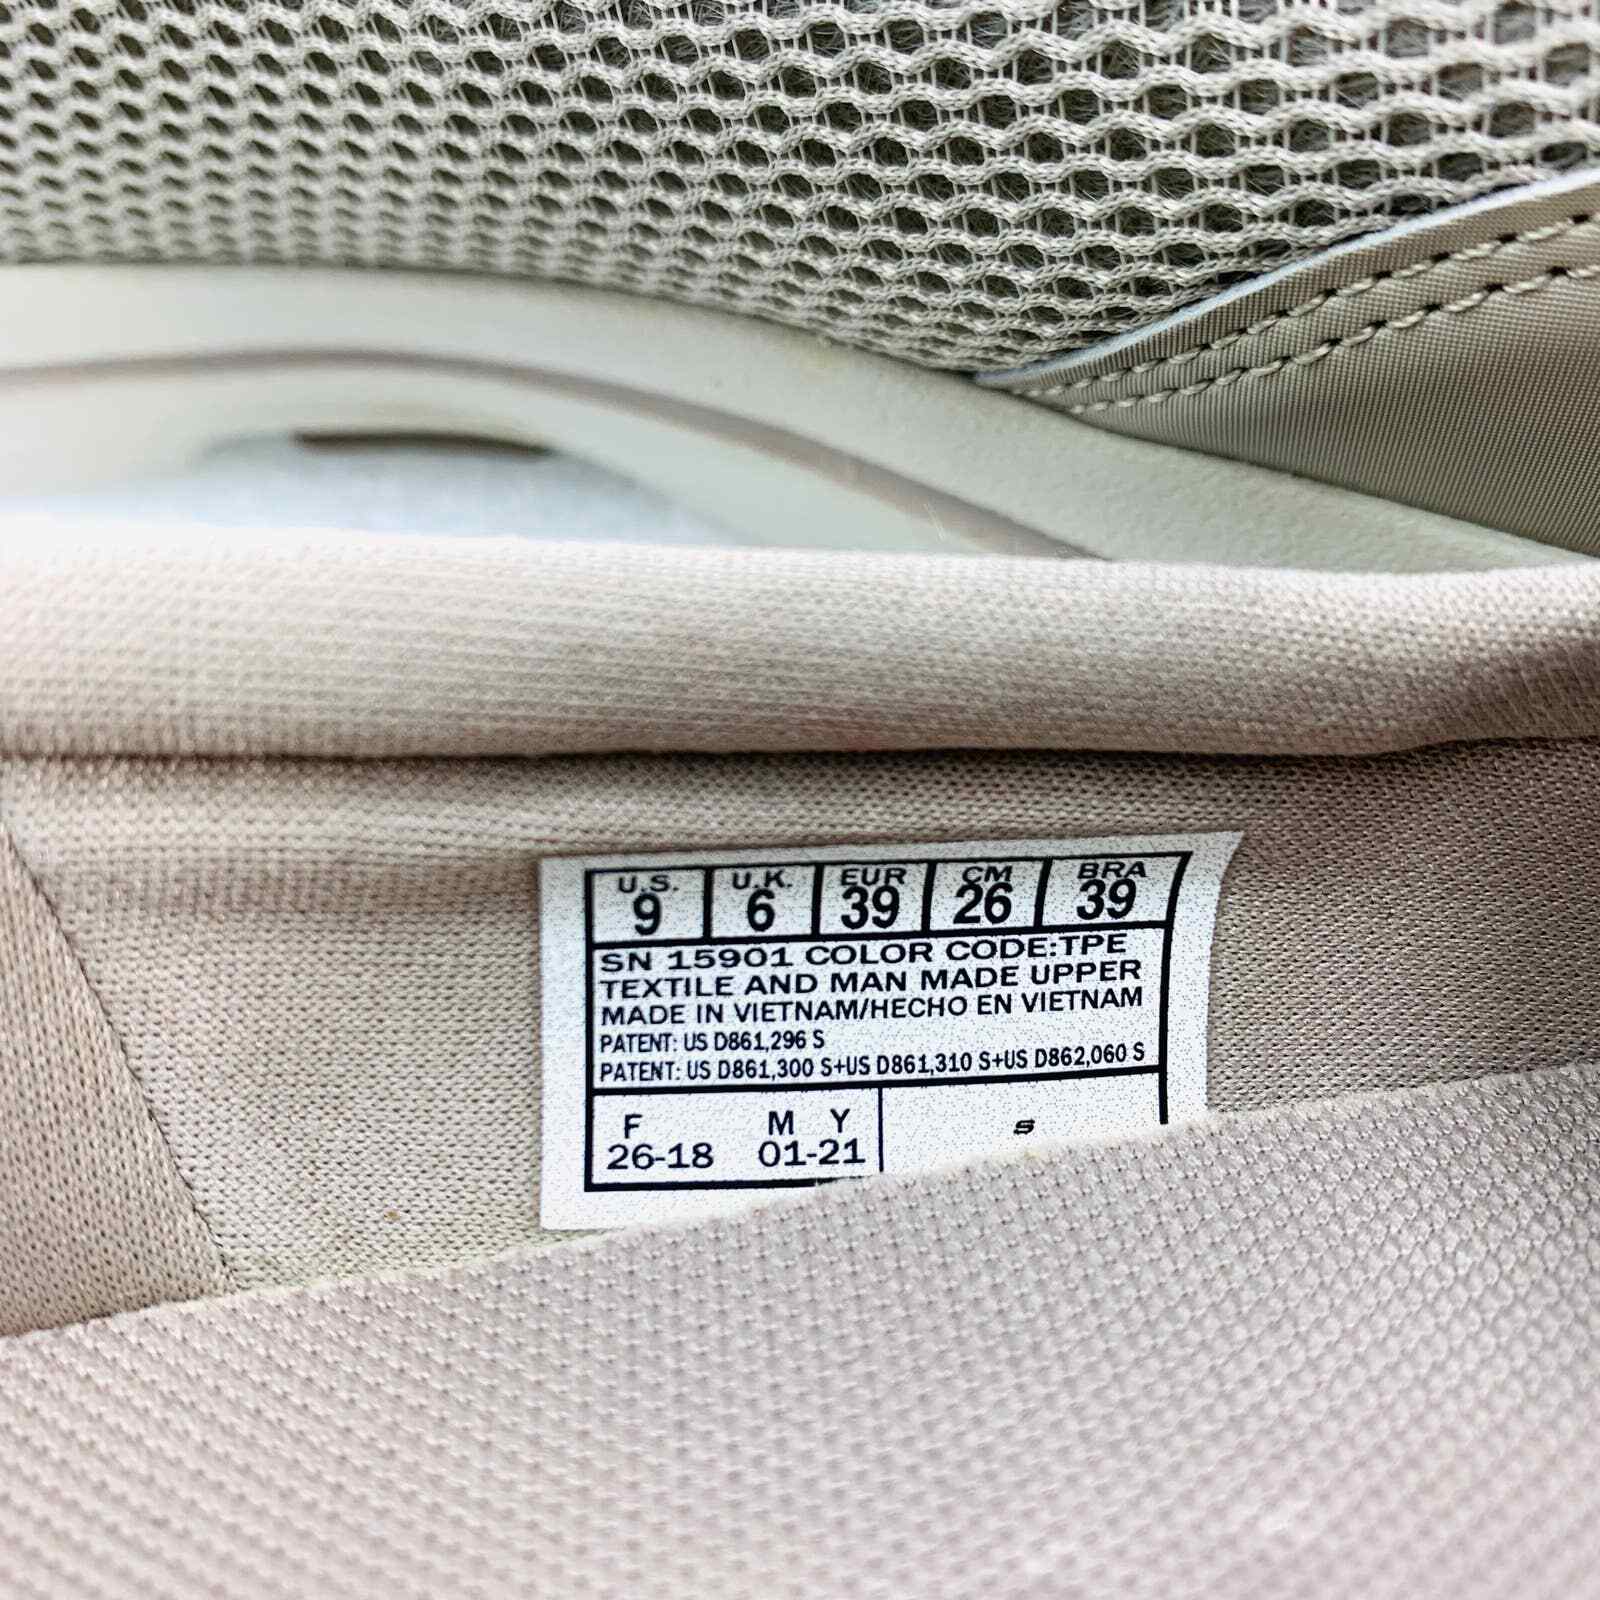 U.S. U.K. EUR CM BRA
9 6 39 26 39
SN 15901 COLOR CODE:TPE
TEXTILE AND MAN MADE UPPER
MADE IN VIETNAM/HECHO EN VIETNAM
PATENT: US D861,296 S
PATENT: US D861,300 S+US D861,310 S+US D862,060 S
F M Y S
26-18 01-21